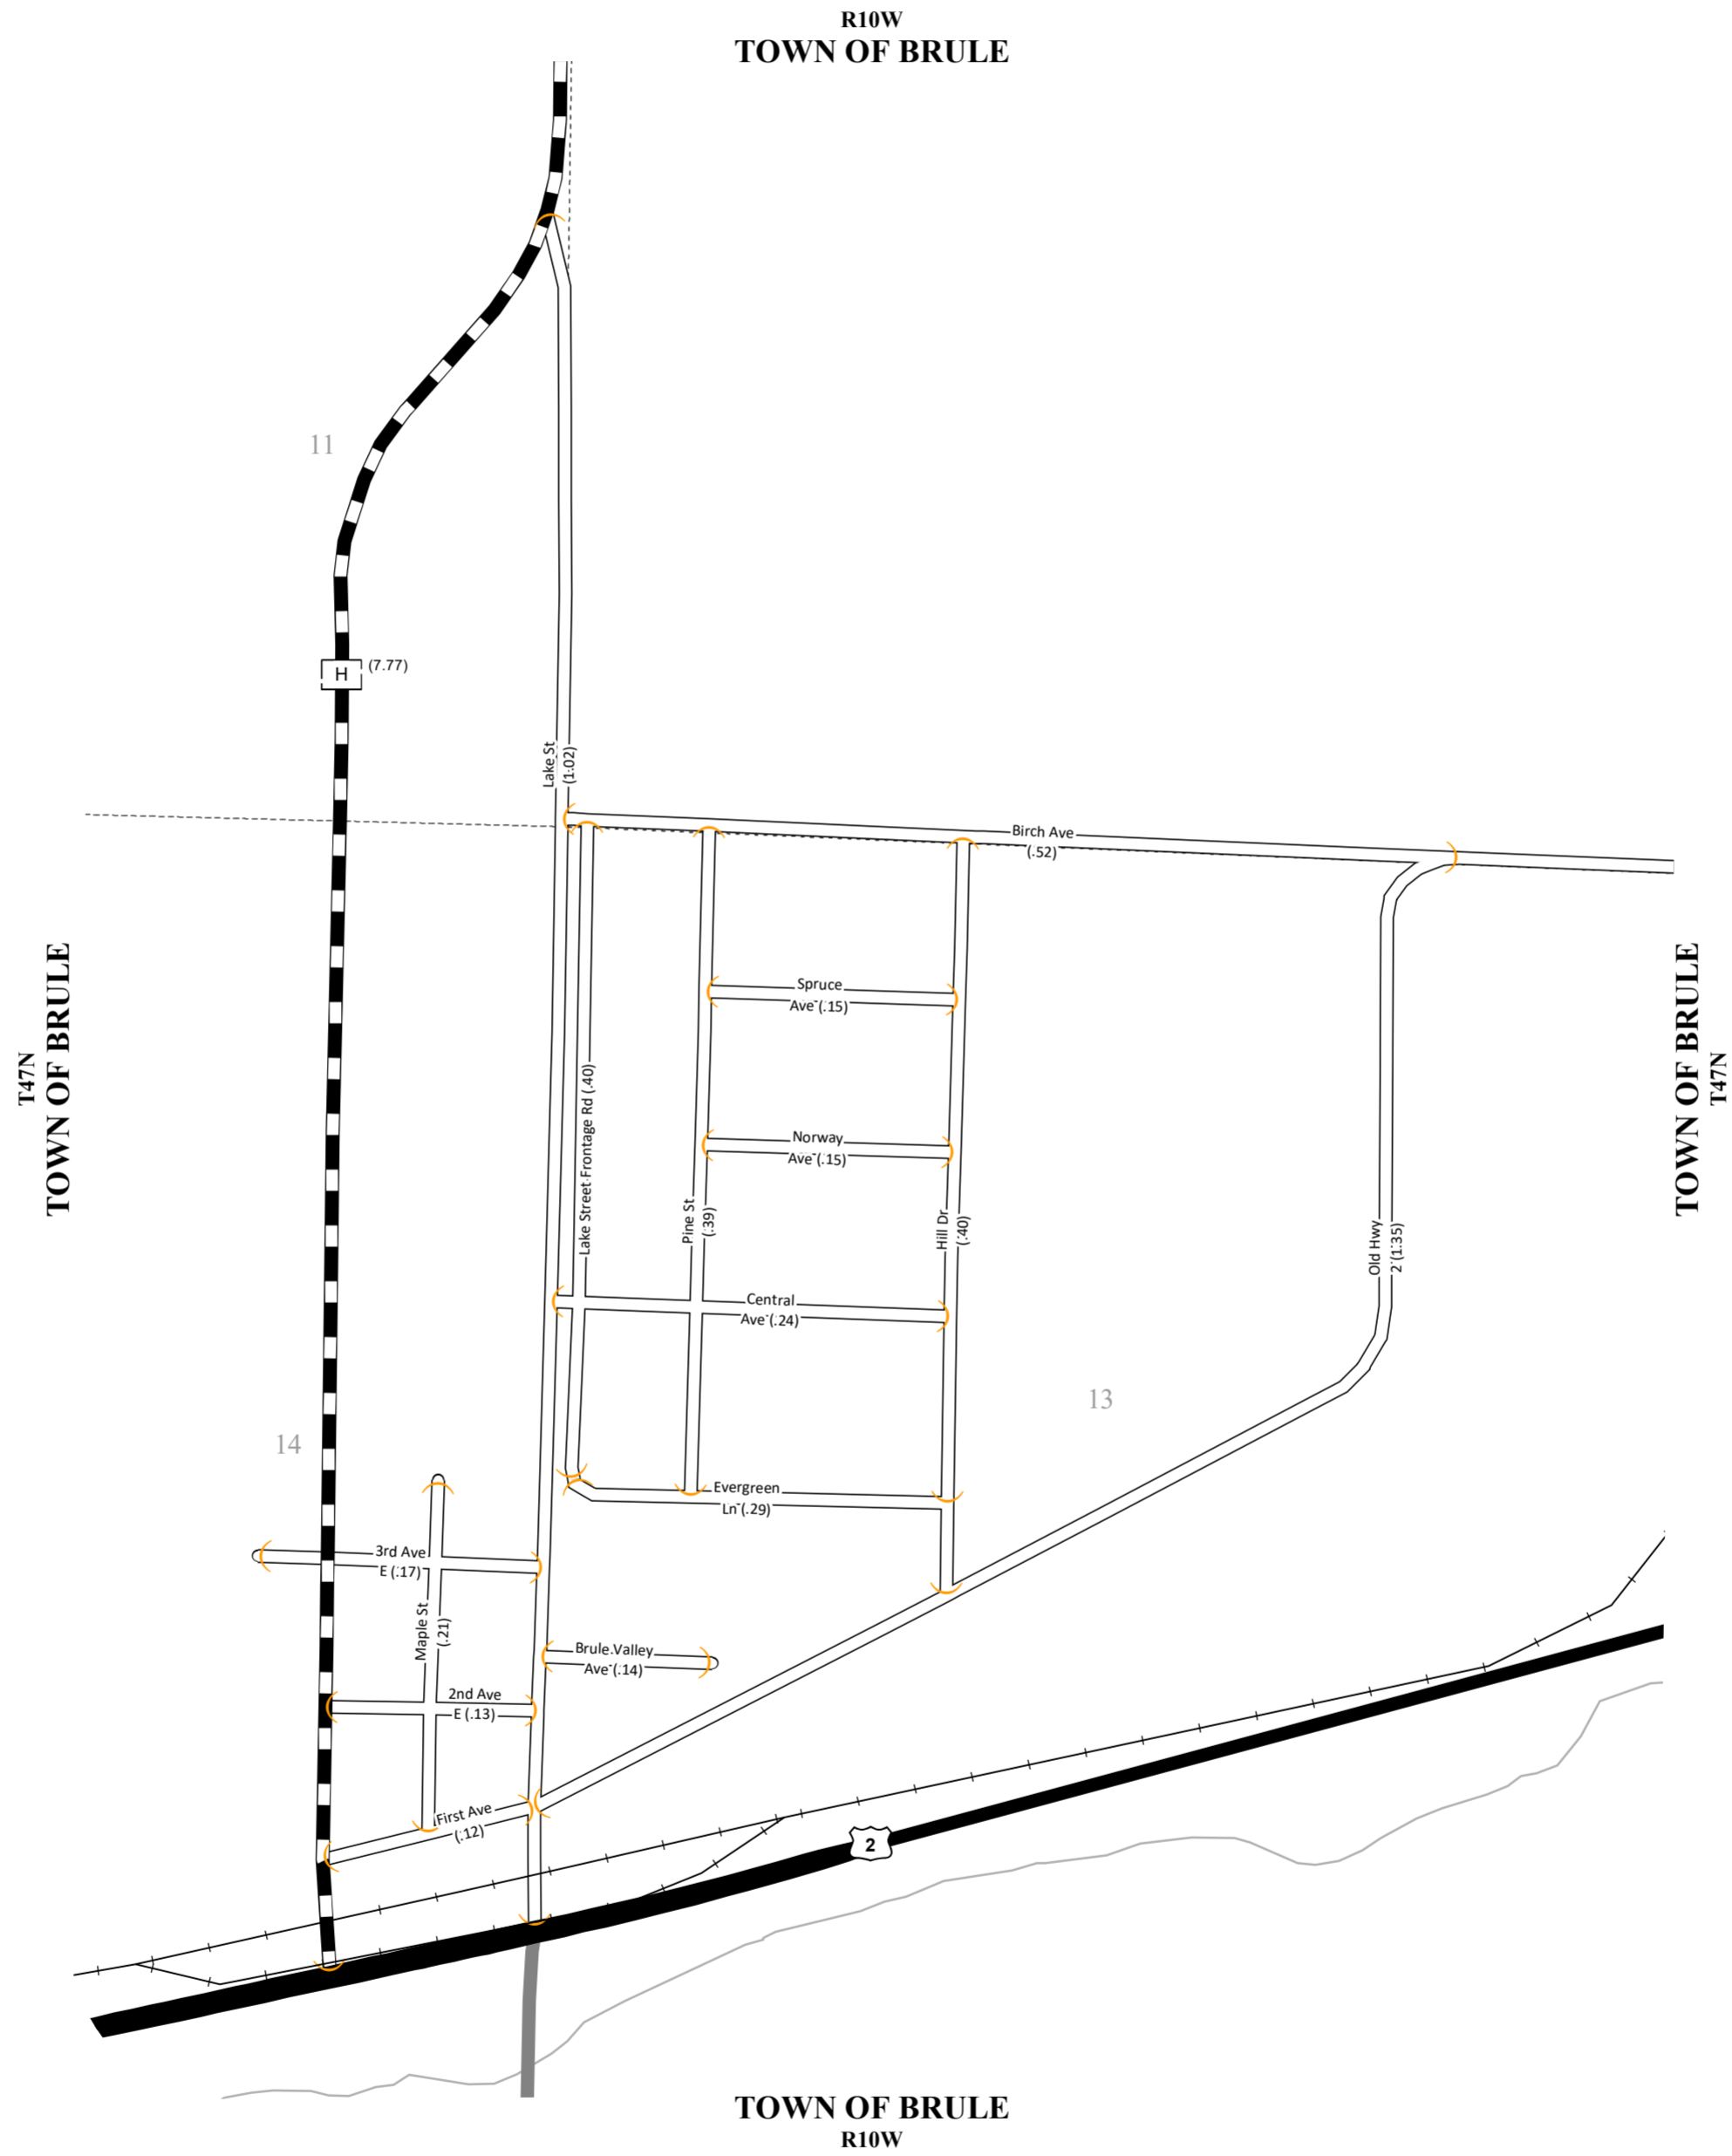 R10W
TOWN OF BRULE
11
H
(7.77)
Lake St
(1.02)
Birch Ave
(.52)
T47N
TOWN OF BRULE
TOWN OF BRULE
T47N
Spruce
Ave (.15)
Lake Street Frontage Rd (.40)
Norway
Ave (.15)
Pine St
(.39)
Hill Dr
(.40)
Old Hwy
2 (1.35)
Central
Ave (.24)
13
14
Evergreen
Ln (.29)
3rd Ave
E (.17)
Maple St
(.21)
Brule Valley
Ave (.14)
2nd Ave
E (.13)
First Ave
(.12)
2
TOWN OF BRULE
R10W